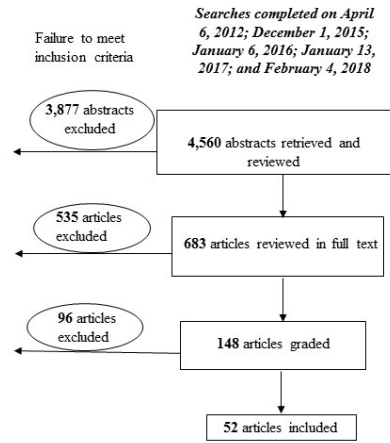 Failure to meet
inclusion criteria
Searches completed on April
6, 2012; December 1, 2015;
January 6, 2016; January 13,
2017; and February 4, 2018
3,877 abstracts
excluded
4,560 abstracts retrieved and
reviewed
535 articles
excluded
683 articles reviewed in full text
96 articles
excluded
148 articles graded
52 articles included